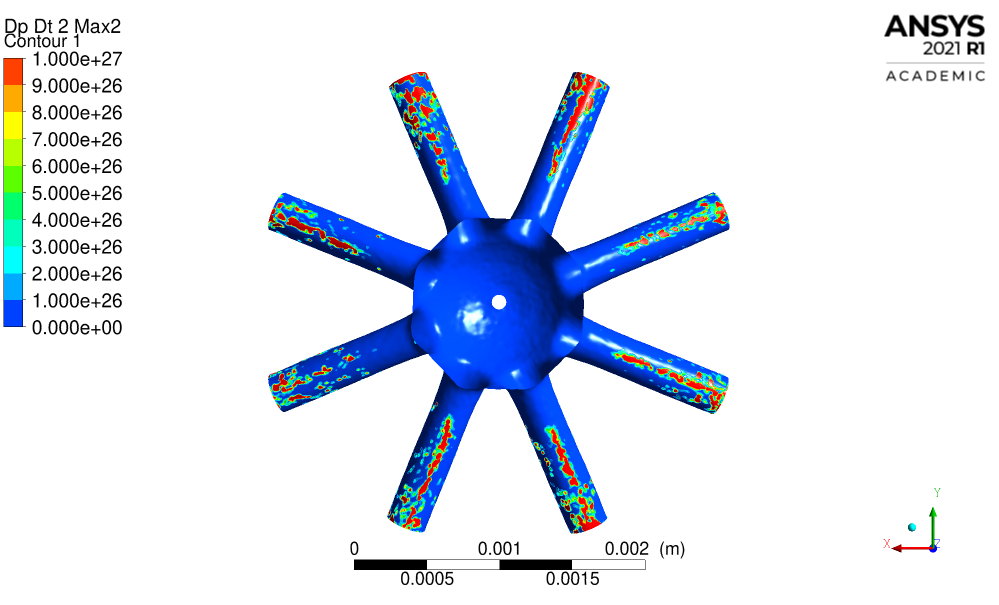 Dp Dt 2 Max2
Contour 1
1.000e+27
9.000e+26
8.000e+26
7.000e+26
6.000e+26
5.000e+26
4.000e+26
3.000e+26
2.000e+26
1.000e+26
0.000e+00
ANSYS
2021 R1
ACADEMIC
0 0.001 0.002 (m)
0.0005 0.0015
Y
X Z